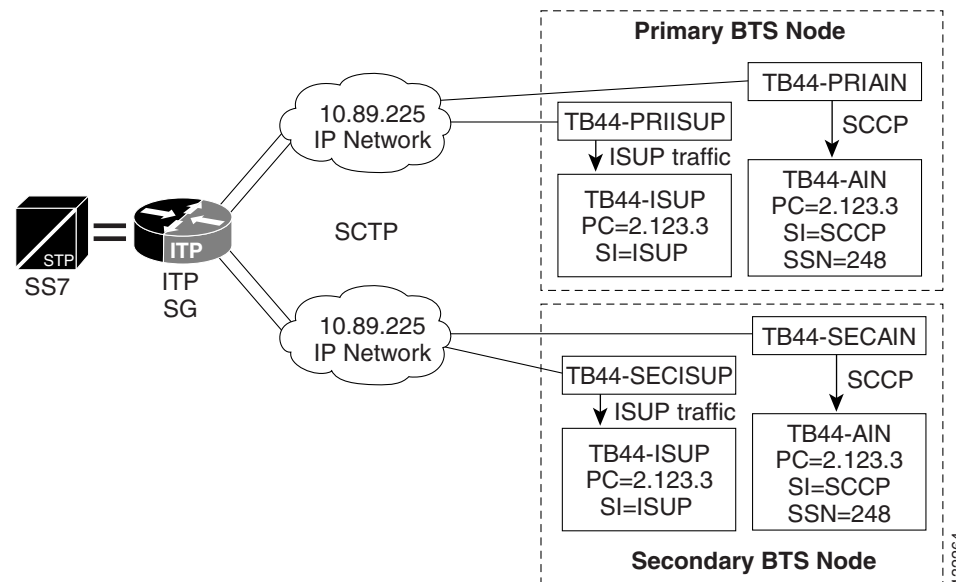 Primary BTS Node
TB44-PRIAIN
10.89.225
IP Network
TB44-PRIISUP
SCCP
ISUP traffic
TB44-ISUP
PC=2.123.3
SI=ISUP
TB44-AIN
PC=2.123.3
SI=SCCP
SSN=248
STP
SS7
ITP
ITP
SG
SCTP
10.89.225
IP Network
TB44-SECAIN
TB44-SECISUP
SCCP
ISUP traffic
TB44-ISUP
PC=2.123.3
SI=ISUP
TB44-AIN
PC=2.123.3
SI=SCCP
SSN=248
Secondary BTS Node